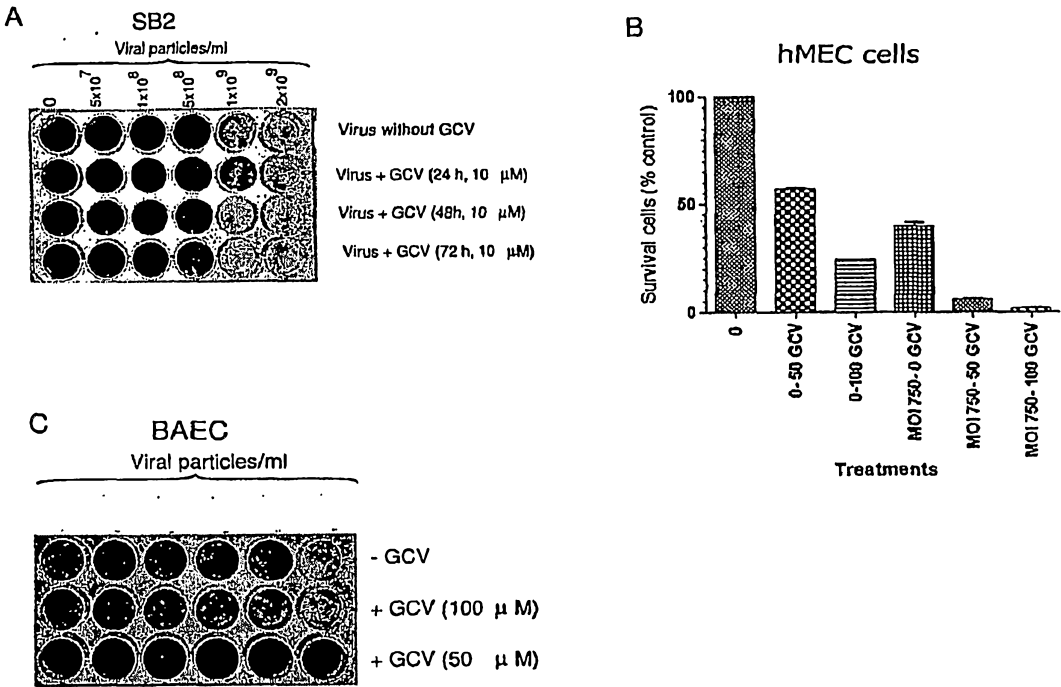 A
SB2
Viral particles/ml
0
5x10^7
1x10^8
5x10^8
1x10^9
2x10^9
Virus without GCV
Virus + GCV (24 h, 10 µM)
Virus + GCV (48h, 10 µM)
Virus + GCV (72 h, 10 µM)
B
hMEC cells
Survival cells (% control)
100
50
0
0
0-50 GCV
0-100 GCV
MOI750-0 GCV
MOI750-50 GCV
MOI750-100 GCV
Treatments
C
BAEC
Viral particles/ml
- GCV
+ GCV (100 µ M)
+ GCV (50 µ M)